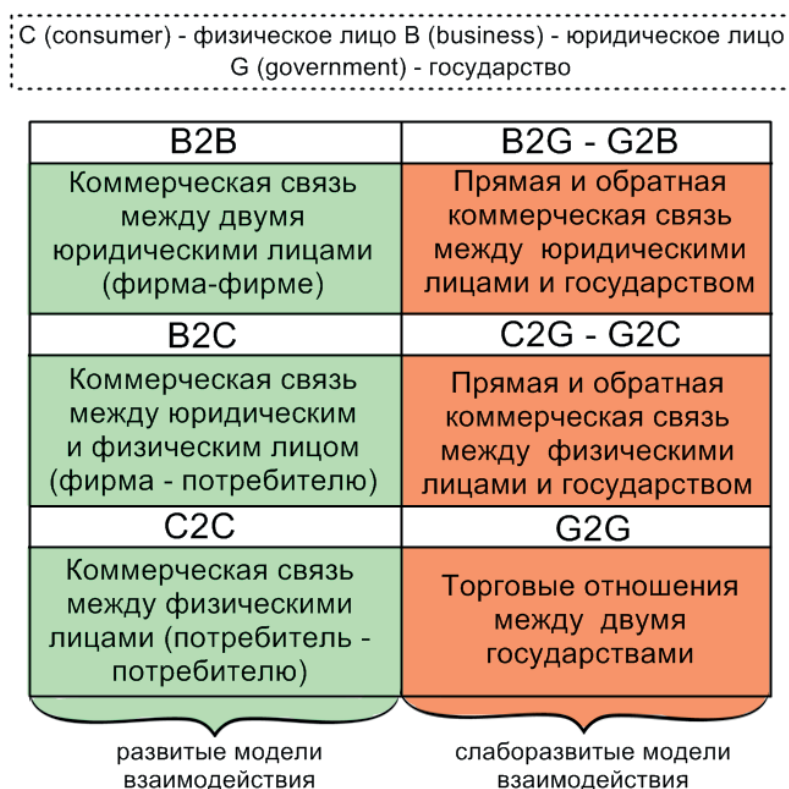 C (consumer) - физическое лицо B (business) - юридическое лицо
G (government) - государство
B2B
Коммерческая связь
между двумя
юридическими лицами
(фирма-фирме)
B2G - G2B
Прямая и обратная
коммерческая связь
между юридическими
лицами и государством
B2C
Коммерческая связь
между юридическим
и физическим лицом
(фирма - потребителю)
C2G - G2C
Прямая и обратная
коммерческая связь
между физическими
лицами и государством
C2C
Коммерческая связь
между физическими
лицами (потребитель -
потребителю)
G2G
Торговые отношения
между двумя
государствами
развитые модели
взаимодействия
слаборазвитые модели
взаимодействия